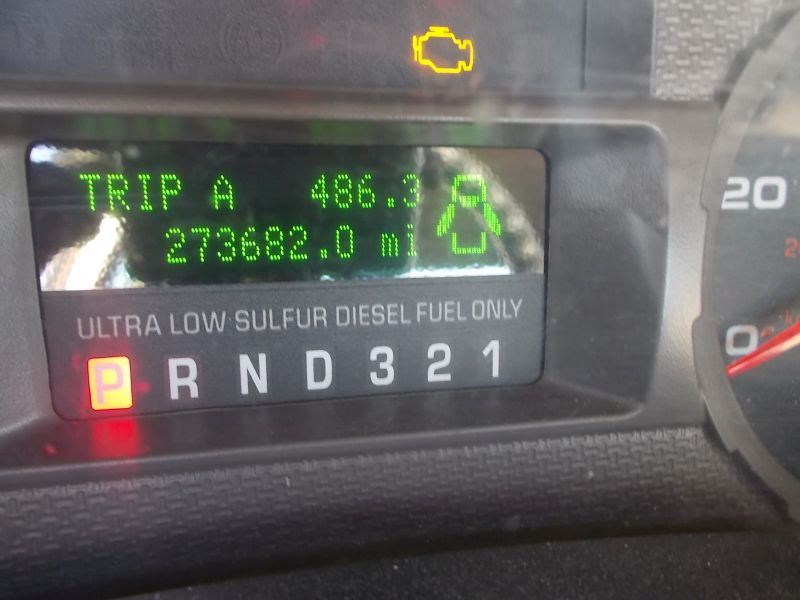 TRIP A 486.3
273682.0 mi
ULTRA LOW SULFUR DIESEL FUEL ONLY
P R N D 3 2 1
20
0